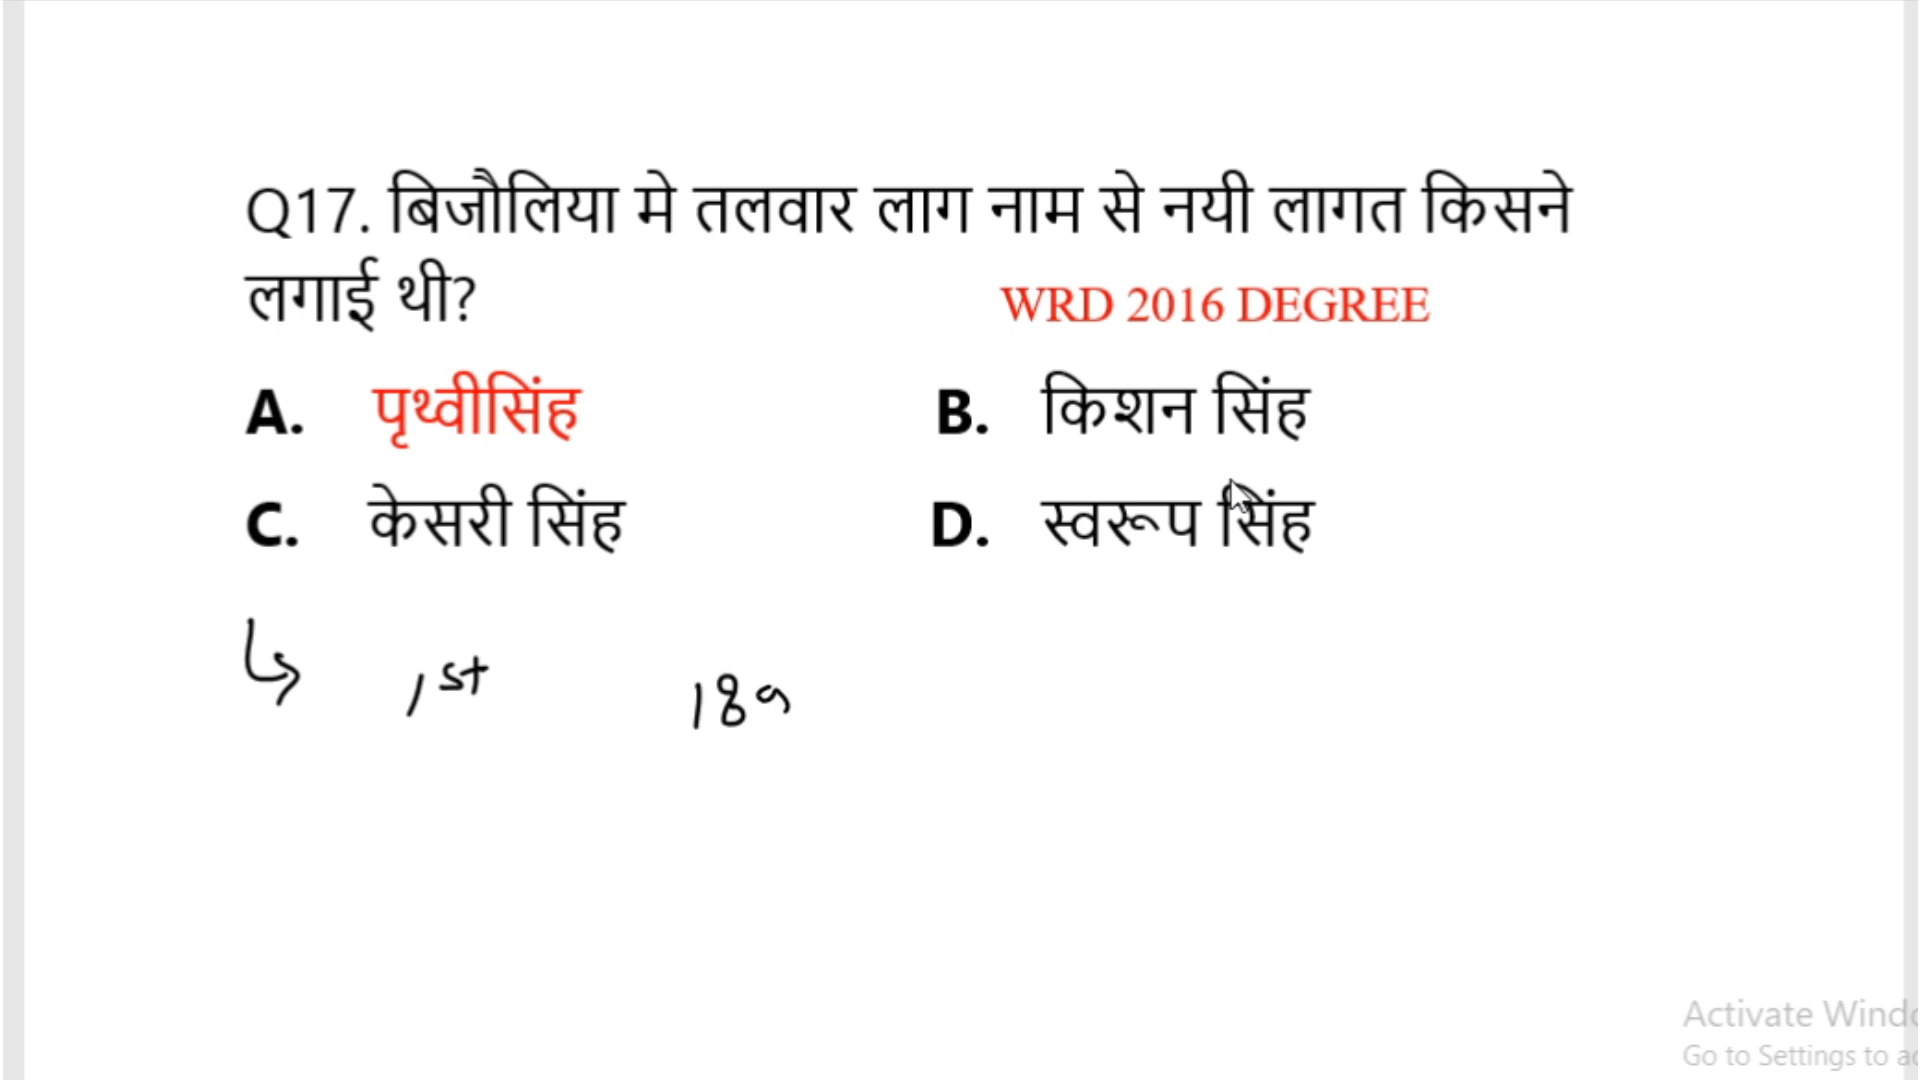 Q17. बिजौलिया मे तलवार लाग नाम से नयी लागत किसने
लगाई थी?
WRD 2016 DEGREE
A. पृथ्वीसिंह
B. किशन सिंह
C. केसरी सिंह
D. स्वरूप सिंह
1st 189
Activate Windo
Go to Settings to ac